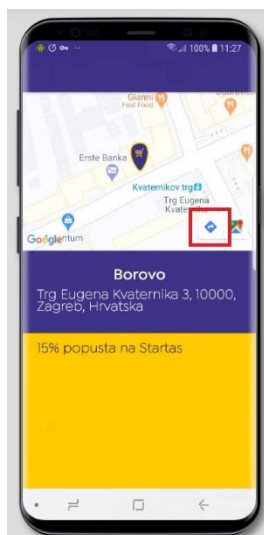 100% 11:27
Gianni
Fast Food
Erste Banka
Kvaternikov trg
Trg Eugena
Google
Borovo
Trg Eugena Kvaternika 3, 10000,
Zagreb, Hrvatska
15% popusta na Startas